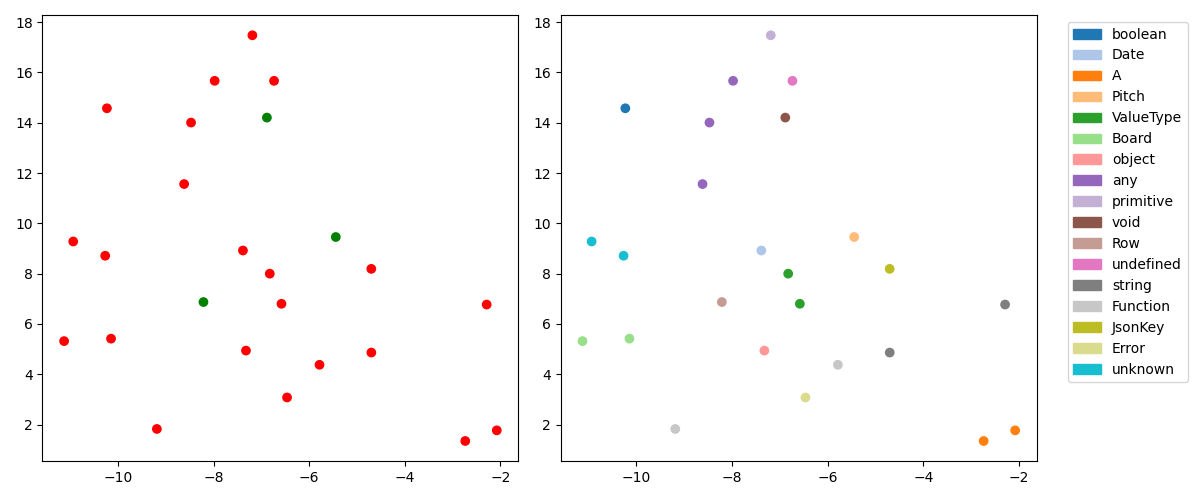 18
16
14
12
10
8
6
4
2
−10
−8
−6
−4
−2
18
16
14
12
10
8
6
4
2
−10
−8
−6
−4
−2
boolean
Date
A
Pitch
ValueType
Board
object
any
primitive
void
Row
undefined
string
Function
JsonKey
Error
unknown